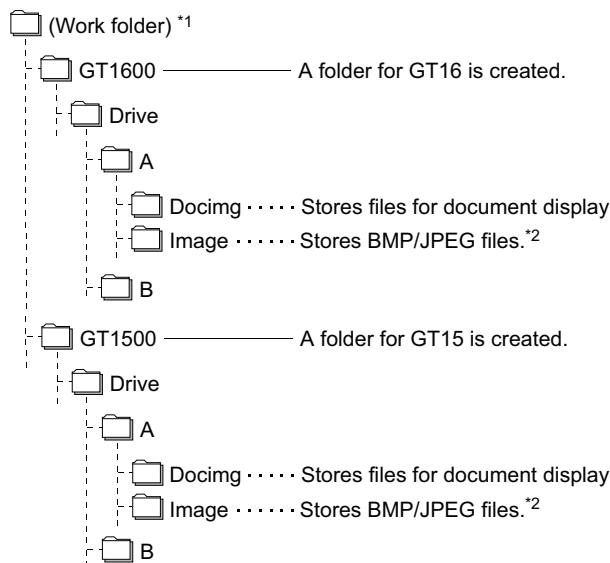 (Work folder) *1
GT1600 A folder for GT16 is created.
Drive
A
Docimg ····· Stores files for document display
Image ······ Stores BMP/JPEG files.*2
B
GT1500 A folder for GT15 is created.
Drive
A
Docimg ····· Stores files for document display
Image ······ Stores BMP/JPEG files.*2
B